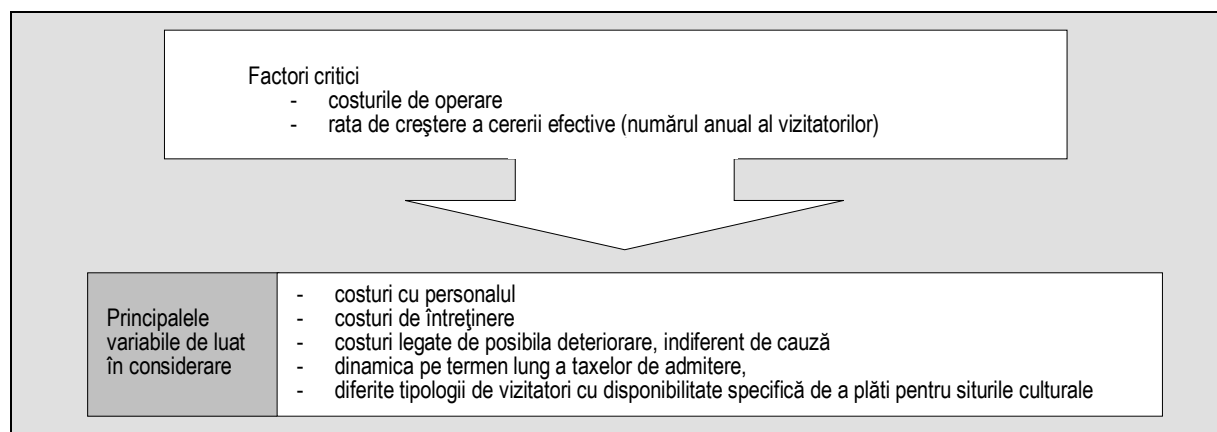 Factori critici
- costurile de operare
- rata de creştere a cererii efective (numărul anual al vizitatorilor)
Principalele
variabile de luat
în considerare
- costuri cu personalul
- costuri de întreţinere
- costuri legate de posibila deteriorare, indiferent de cauză
- dinamica pe termen lung a taxelor de admitere,
- diferite tipologii de vizitatori cu disponibilitate specifică de a plăti pentru siturile culturale